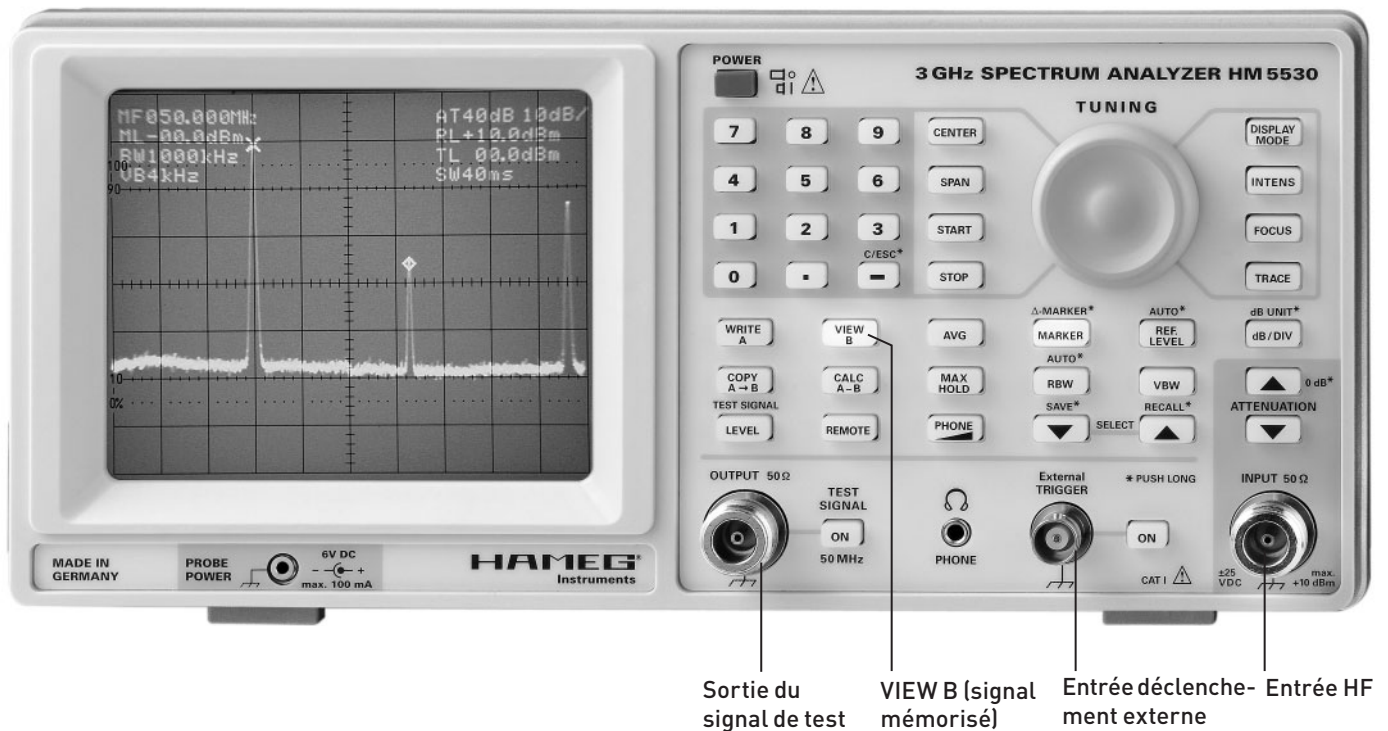 POWER
3 GHz SPECTRUM ANALYZER HM 5530
TUNING
MF050.000MHz
ML-00.0dBm
BW1000kHz
VB4kHz
AT40dB 10dB/
RL+10.0dBm
TL 00.0dBm
SW40ms
100
90
10
0%
7 8 9
CENTER
DISPLAY
MODE
4 5 6
SPAN
INTENS
1 2 3
START
FOCUS
C/ESC*
0 . −
STOP
TRACE
Δ-MARKER*
AUTO*
dB UNIT*
WRITE
A
VIEW
B
AVG
MARKER
REF.
LEVEL
dB/DIV
AUTO*
COPY
A→B
CALC
A–B
MAX
HOLD
RBW
VBW
0 dB*
TEST SIGNAL
SAVE*
RECALL*
ATTENUATION
LEVEL
REMOTE
PHONE
SELECT
OUTPUT 50Ω
TEST
SIGNAL
ON
50 MHz
PHONE
External
TRIGGER
* PUSH LONG
ON
CAT I
INPUT 50 Ω
±25
VDC
max.
+10 dBm
MADE IN
GERMANY
PROBE
POWER
6V DC
- +
max. 100 mA
HAMEG®
Instruments
Sortie du
signal de test
VIEW B (signal
mémorisé)
Entrée déclenche-
ment externe
Entrée HF